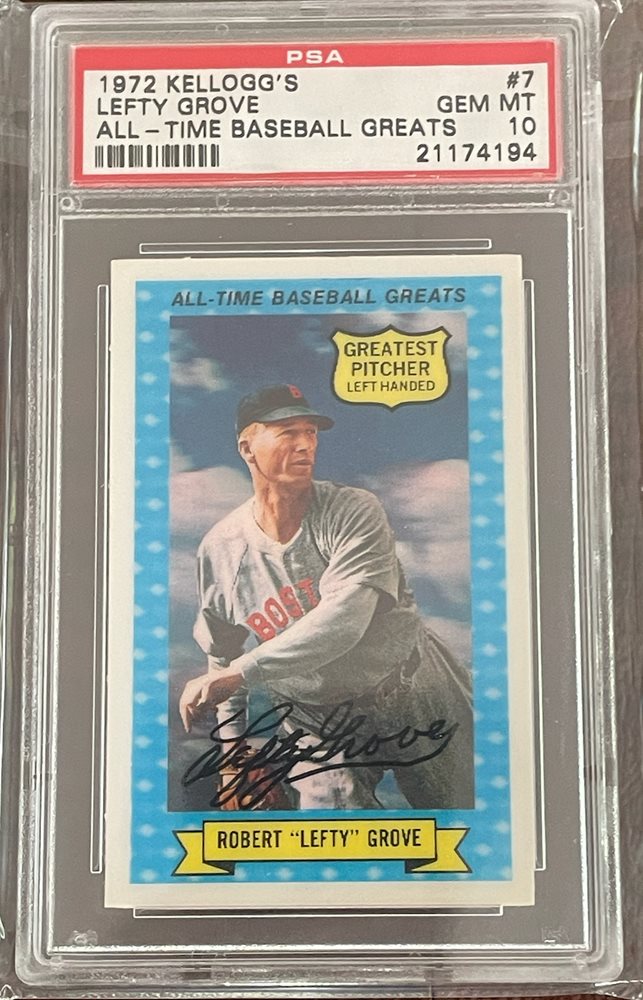 PSA
1972 KELLOGG'S #7
LEFTY GROVE GEM MT
ALL-TIME BASEBALL GREATS 10
21174194
ALL-TIME BASEBALL GREATS
GREATEST
PITCHER
LEFT HANDED
B
BOST
Lefty Grove
ROBERT "LEFTY" GROVE